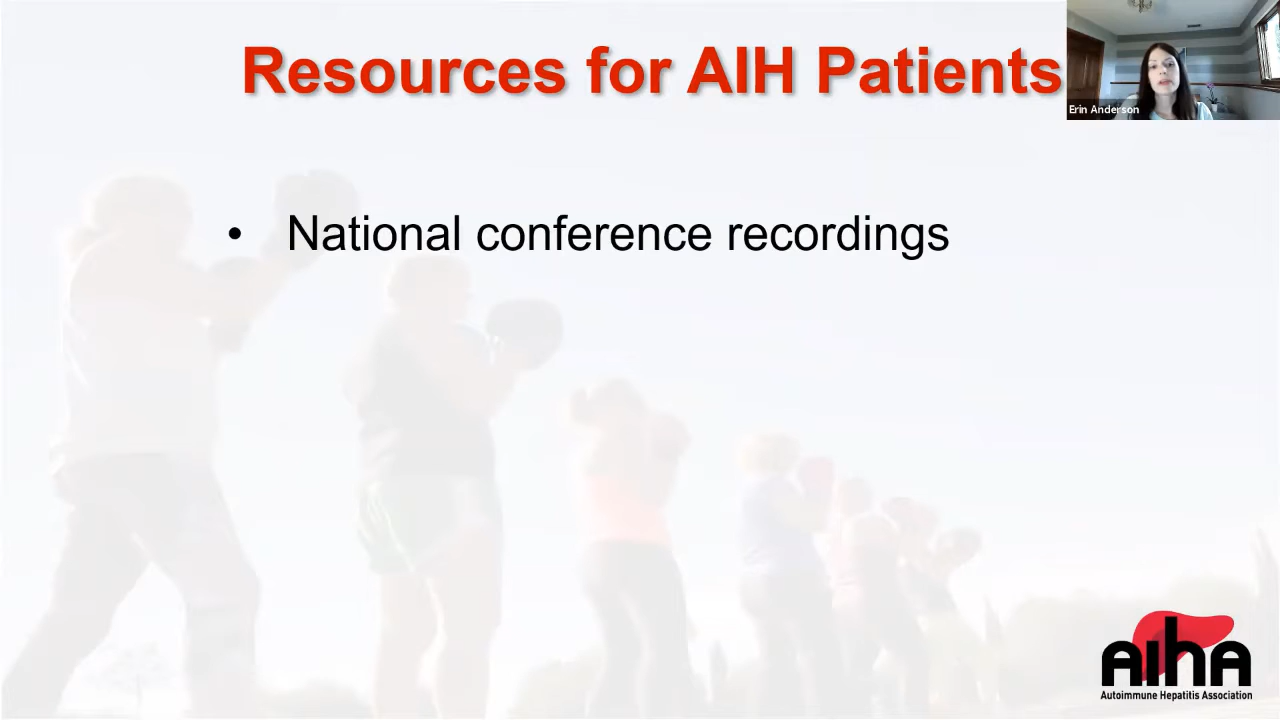 Resources for AIH Patients
Erin Anderson
• National conference recordings
AIHA
Autoimmune Hepatitis Association